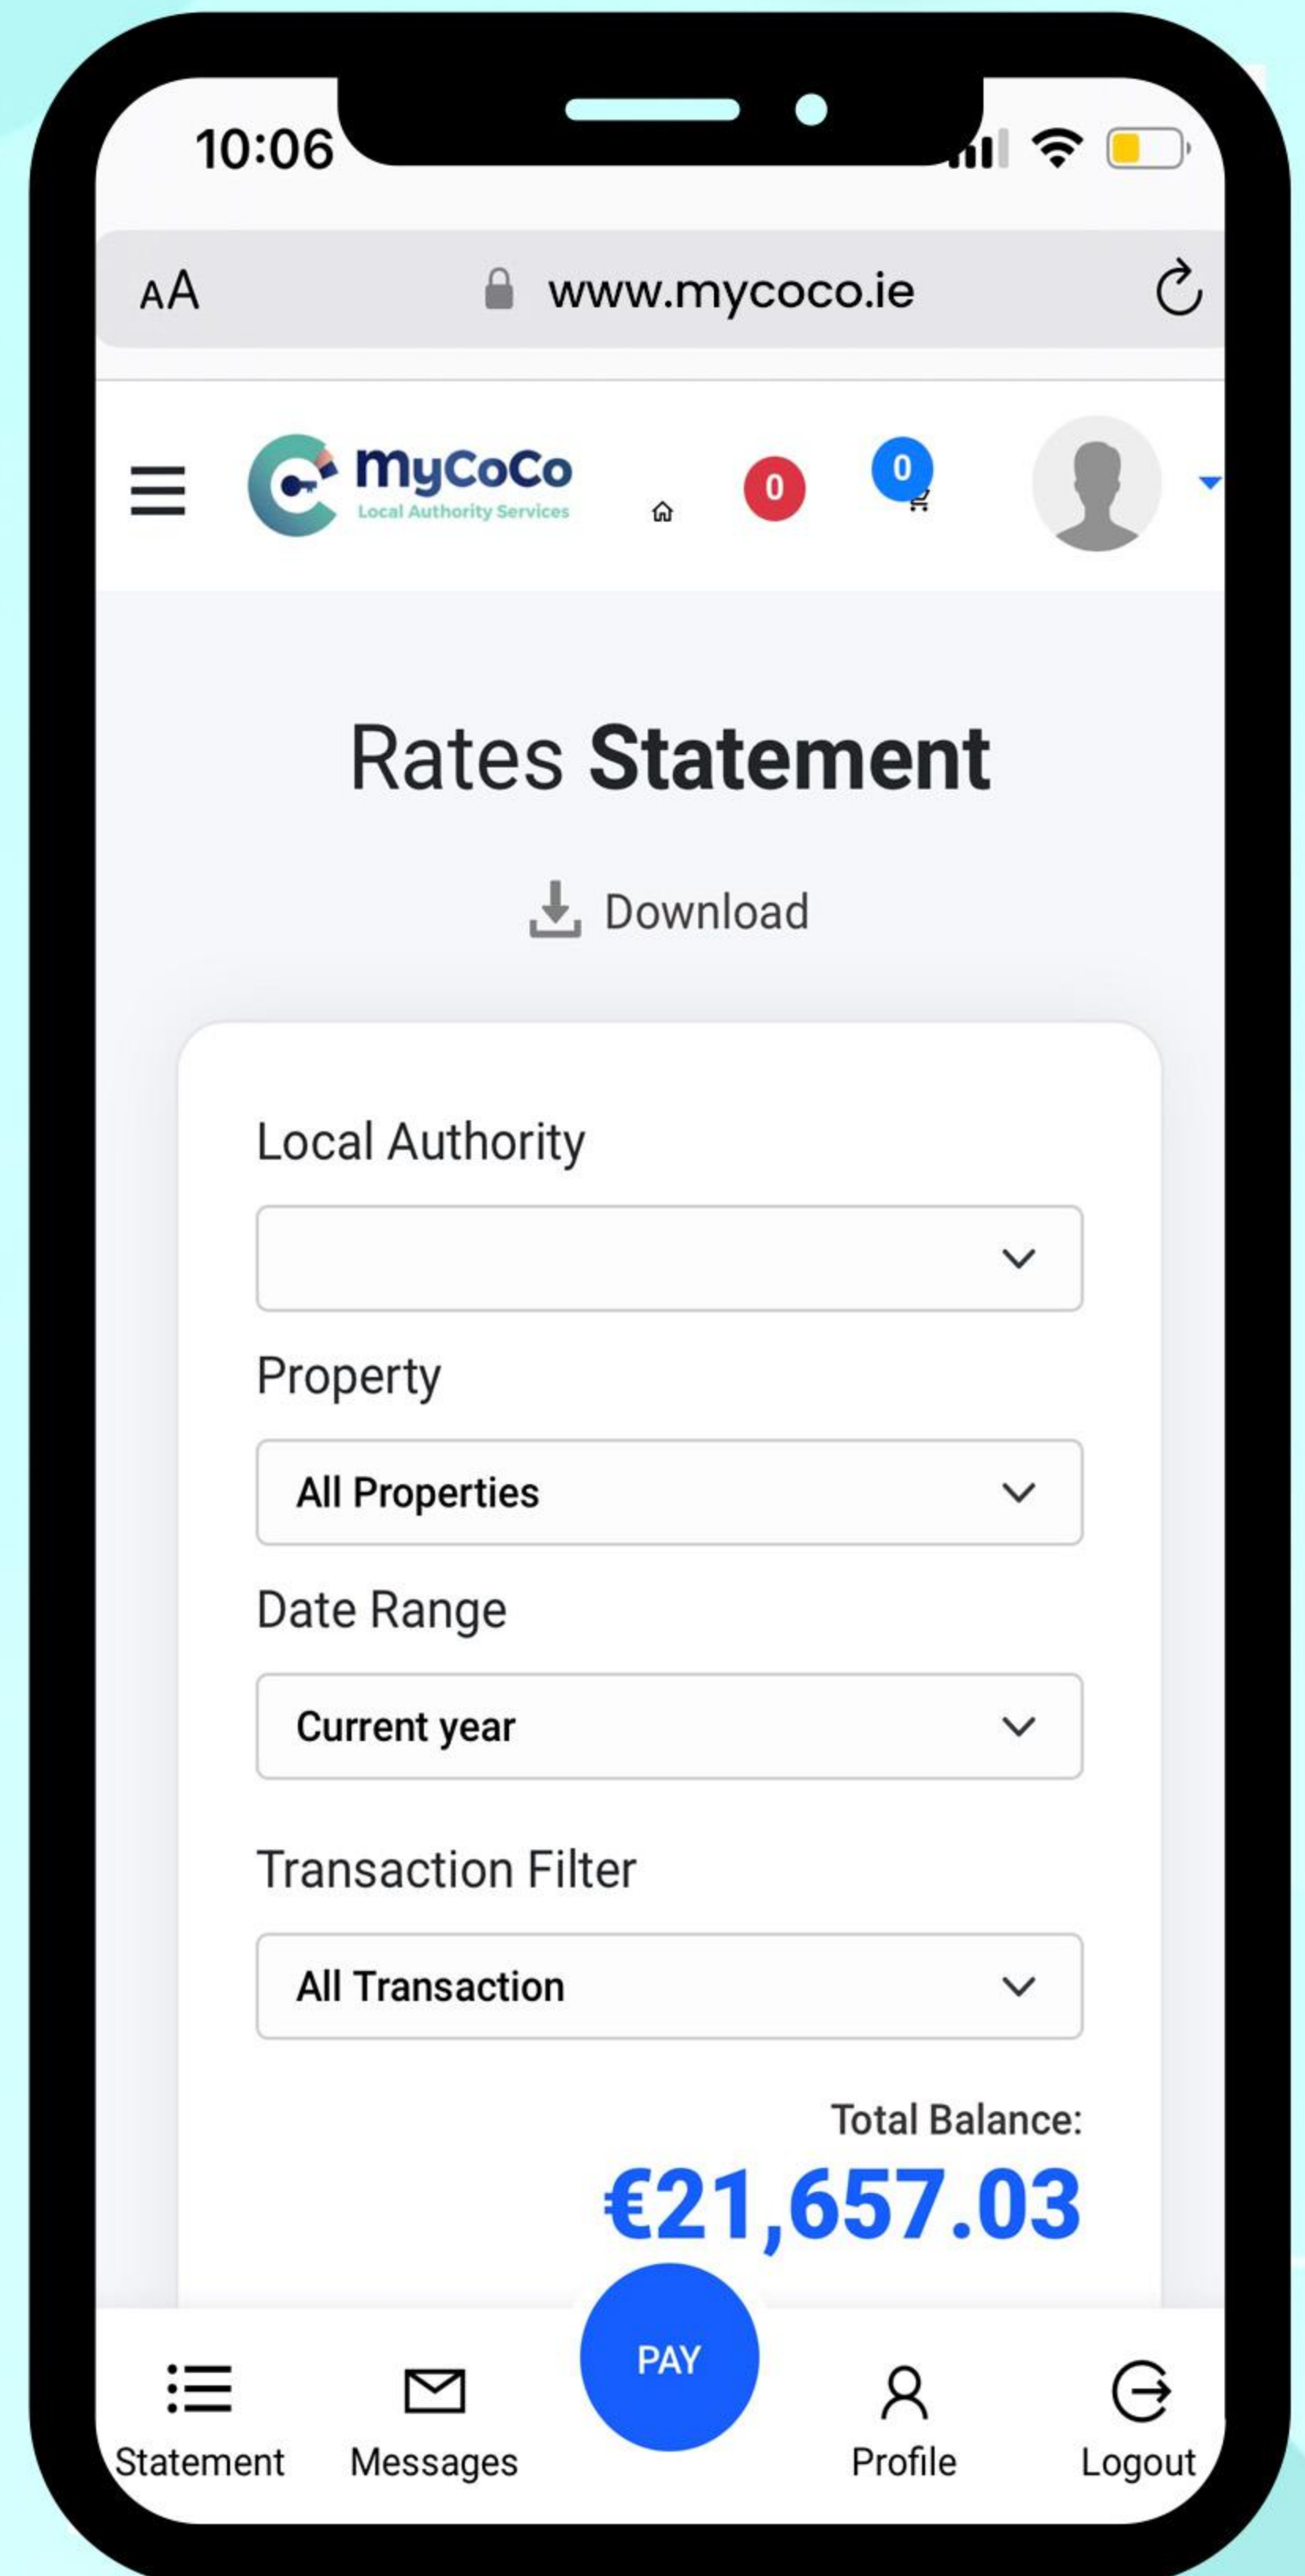 10:06
AA www.mycoco.ie
myCoCo 0 0
Local Authority Services
Rates Statement
Download
Local Authority
Property
All Properties
Date Range
Current year
Transaction Filter
All Transaction
Total Balance:
€21,657.03
PAY
Statement Messages Profile Logout